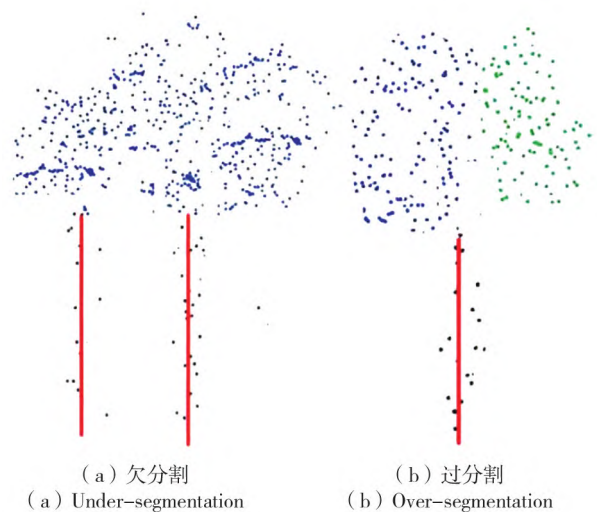 （a）欠分割
（b）过分割
（a）Under-segmentation
（b）Over-segmentation